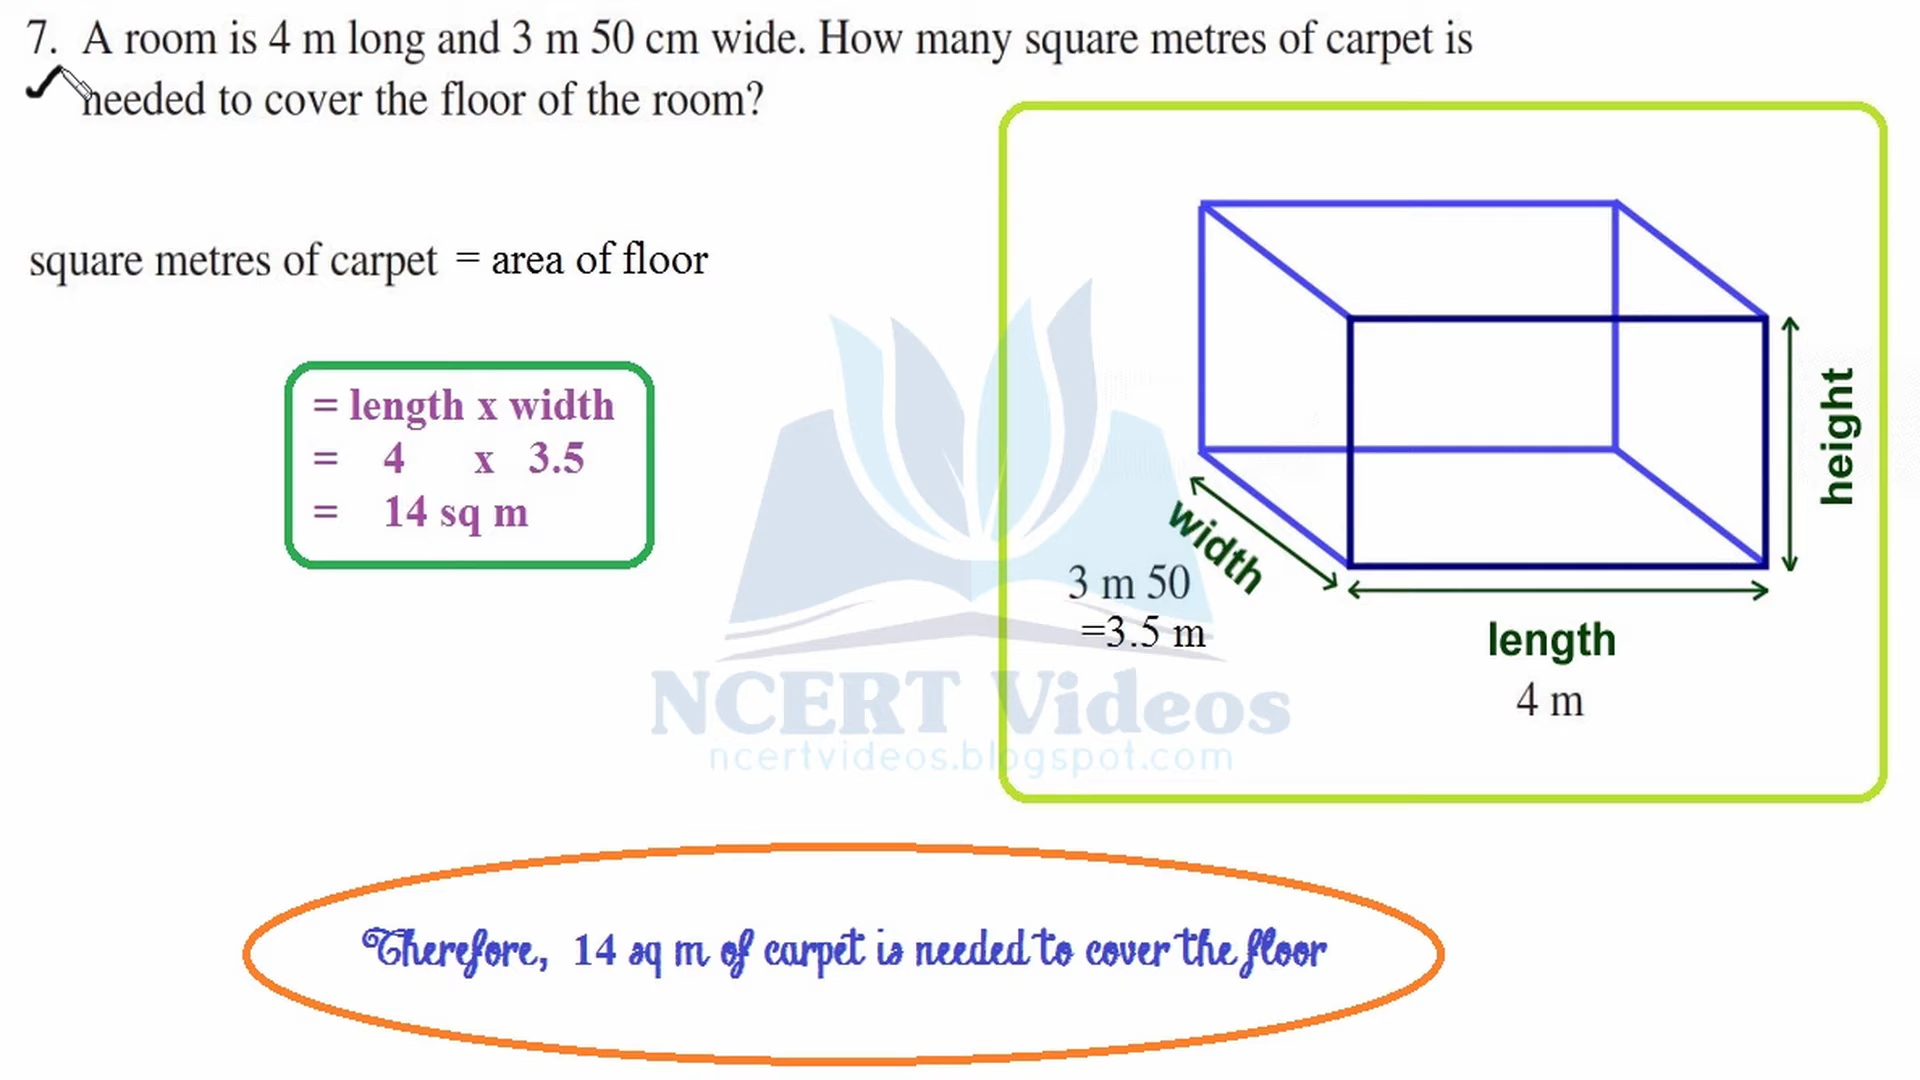 7. A room is 4 m long and 3 m 50 cm wide. How many square metres of carpet is
needed to cover the floor of the room?
square metres of carpet = area of floor
= length x width
= 4 x 3.5
= 14 sq m
height
width
3 m 50
=3.5 m
length
4 m
NCERT Videos
ncertvideos.blogspot.com
Therefore, 14 sq m of carpet is needed to cover the floor